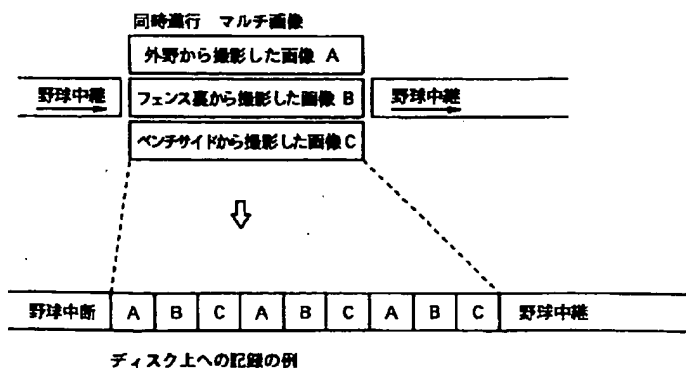 同時進行 マルチ画像
外野から撮影した画像 A
野球中継 フェンス裏から撮影した画像 B 野球中継
ベンチサイドから撮影した画像 C
野球中断 A B C A B C A B C 野球中継
ディスク上への記録の例